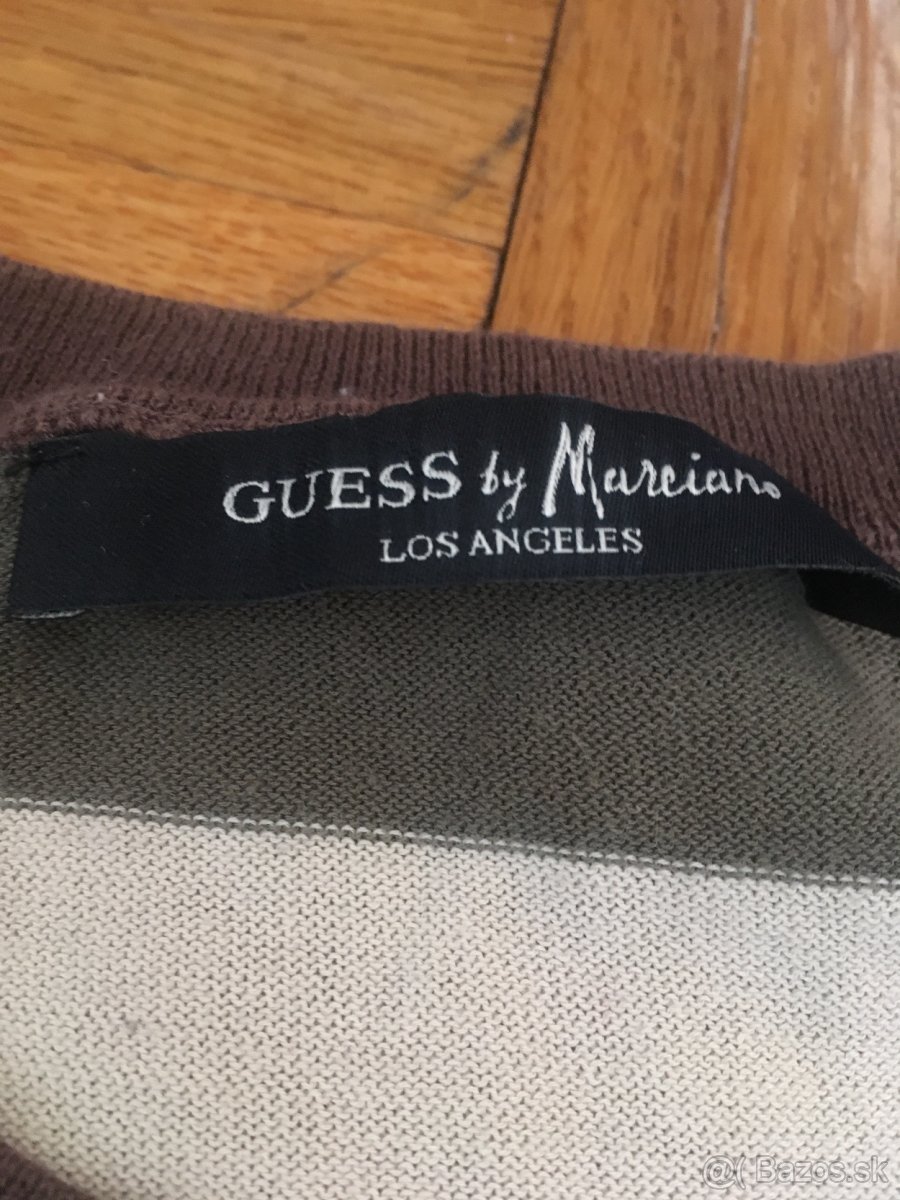 GUESS by Marciano
LOS ANGELES
@( Bazos.sk